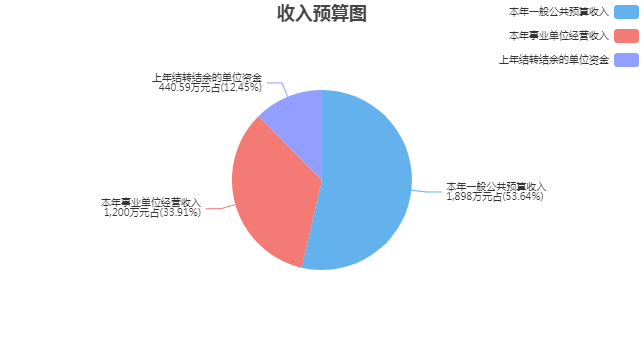 收入预算图
本年一般公共预算收入
本年事业单位经营收入
上年结转结余的单位资金
上年结转结余的单位资金
440.59万元占(12.45%)
本年一般公共预算收入
1,898万元占(53.64%)
本年事业单位经营收入
1,200万元占(33.91%)